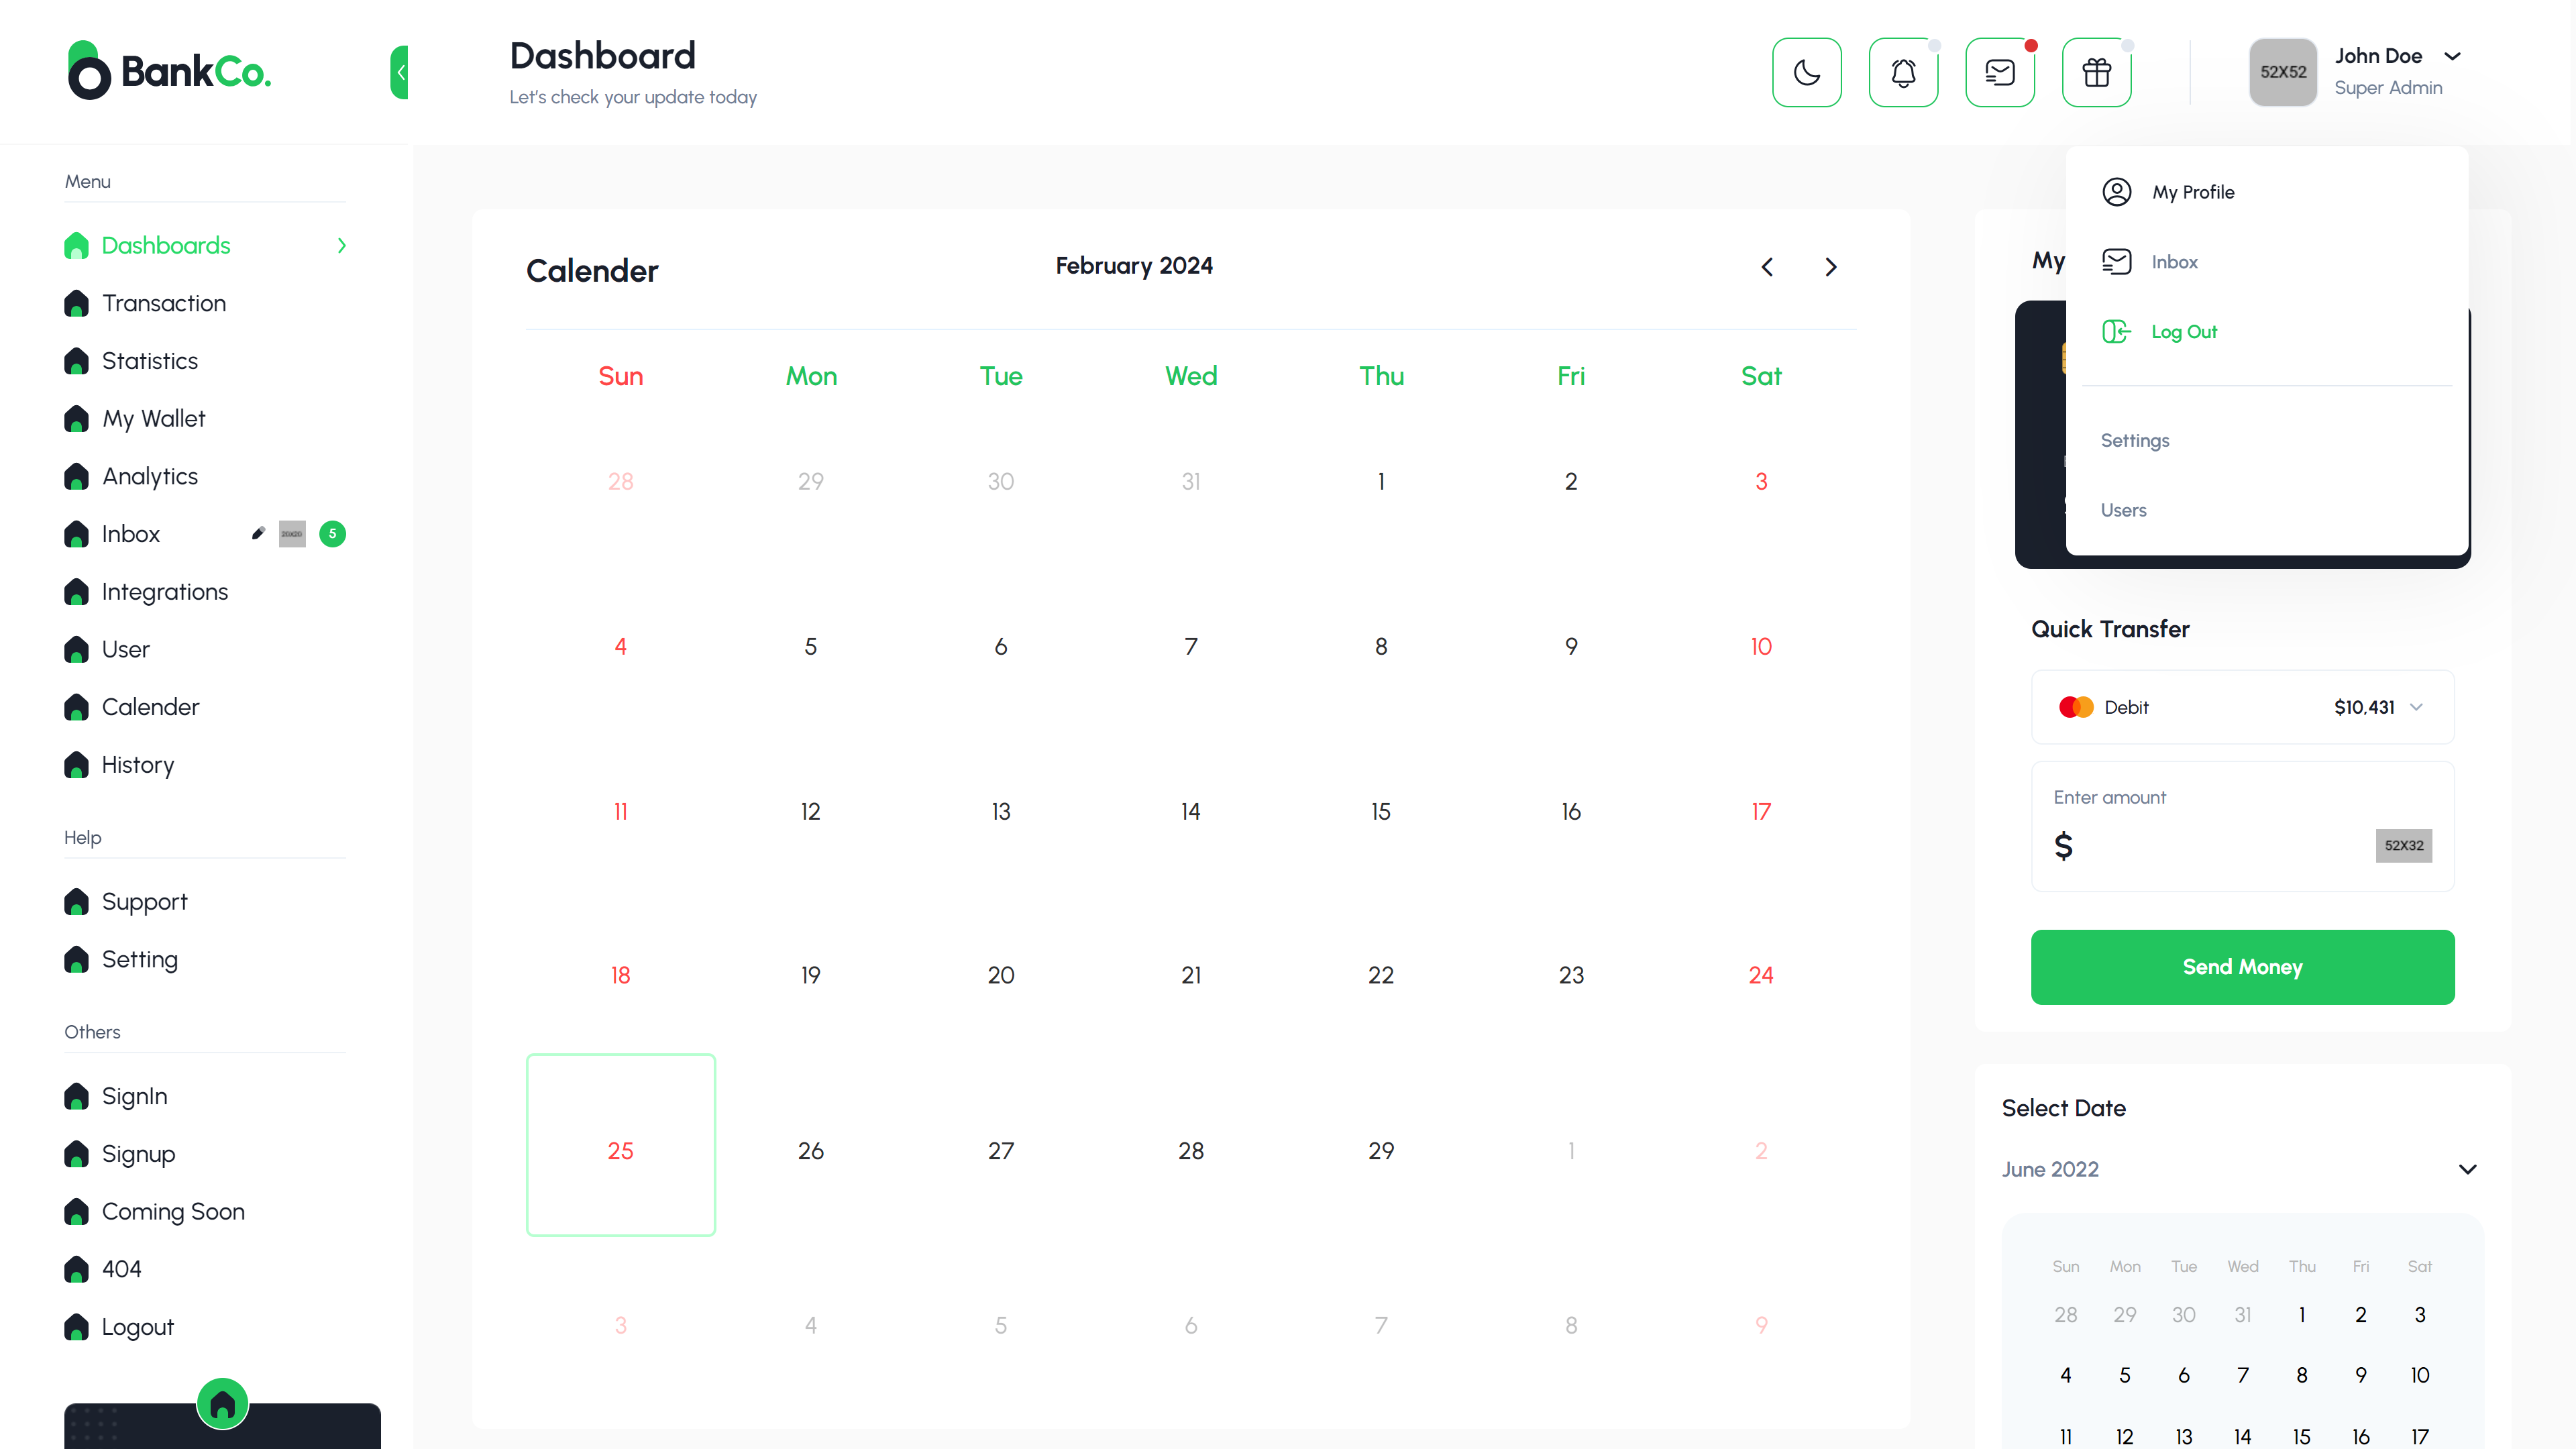 BankCo.
Dashboard
Let's check your update today
52X52
John Doe
Super Admin
Menu
Dashboards
Transaction
Statistics
My Wallet
Analytics
Inbox
20X20
5
Integrations
User
Calender
History
Help
Support
Setting
Others
SignIn
Signup
Coming Soon
404
Logout
Calender
February 2024
Sun Mon Tue Wed Thu Fri Sat
28 29 30 31 1 2 3
4 5 6 7 8 9 10
11 12 13 14 15 16 17
18 19 20 21 22 23 24
25 26 27 28 29 1 2
3 4 5 6 7 8 9
My
My Profile
Inbox
Log Out
Settings
Users
Quick Transfer
Debit $10,431
Enter amount
$
52X32
Send Money
Select Date
June 2022
Sun Mon Tue Wed Thu Fri Sat
28 29 30 31 1 2 3
4 5 6 7 8 9 10
11 12 13 14 15 16 17